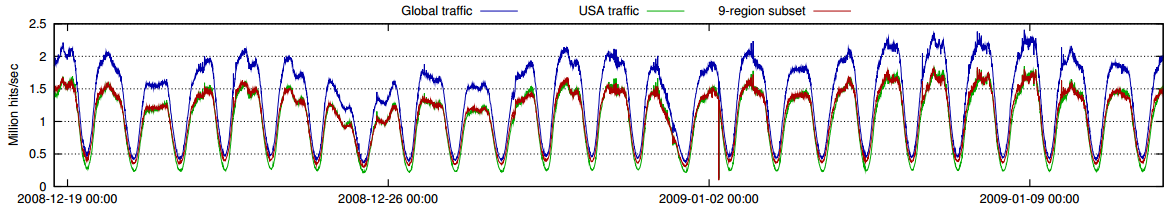 Global traffic USA traffic 9-region subset
2.5
2
1.5
1
0.5
0
Million hits/sec
2008-12-19 00:00 2008-12-26 00:00 2009-01-02 00:00 2009-01-09 00:00